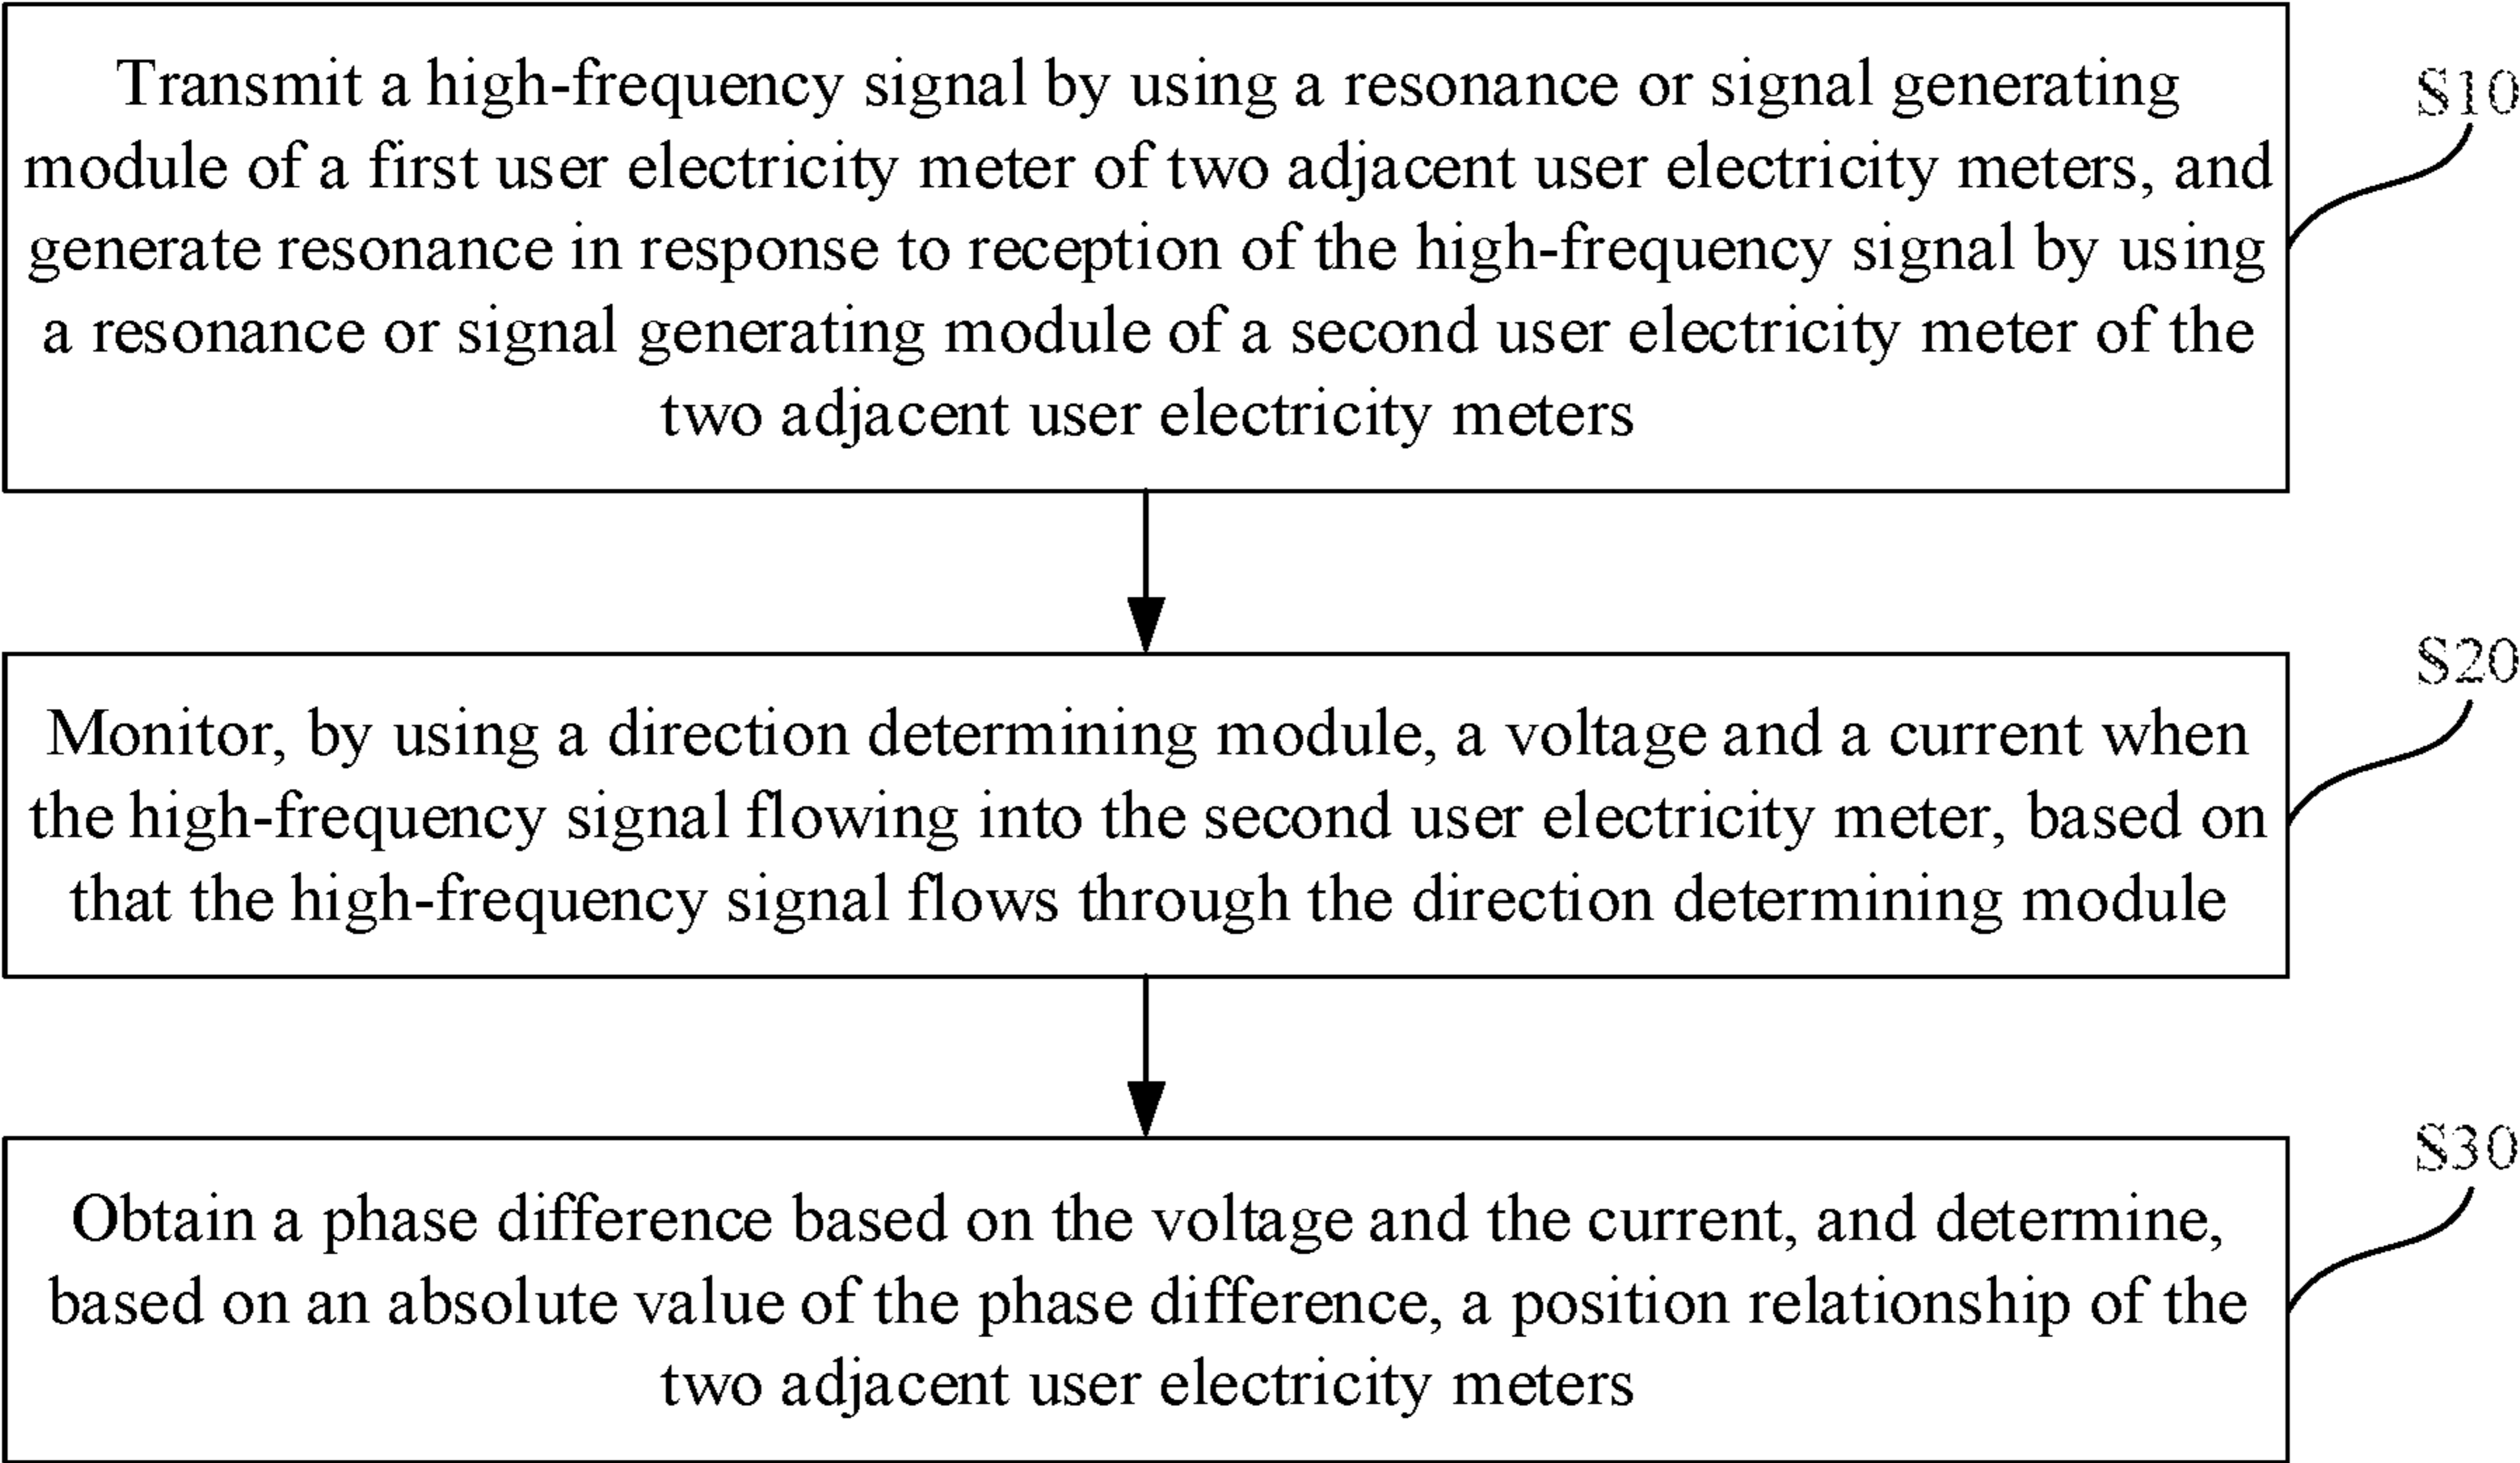 Transmit a high-frequency signal by using a resonance or signal generating
module of a first user electricity meter of two adjacent user electricity meters, and
generate resonance in response to reception of the high-frequency signal by using
a resonance or signal generating module of a second user electricity meter of the
two adjacent user electricity meters
S10
Monitor, by using a direction determining module, a voltage and a current when
the high-frequency signal flowing into the second user electricity meter, based on
that the high-frequency signal flows through the direction determining module
S20
Obtain a phase difference based on the voltage and the current, and determine,
based on an absolute value of the phase difference, a position relationship of the
two adjacent user electricity meters
S30